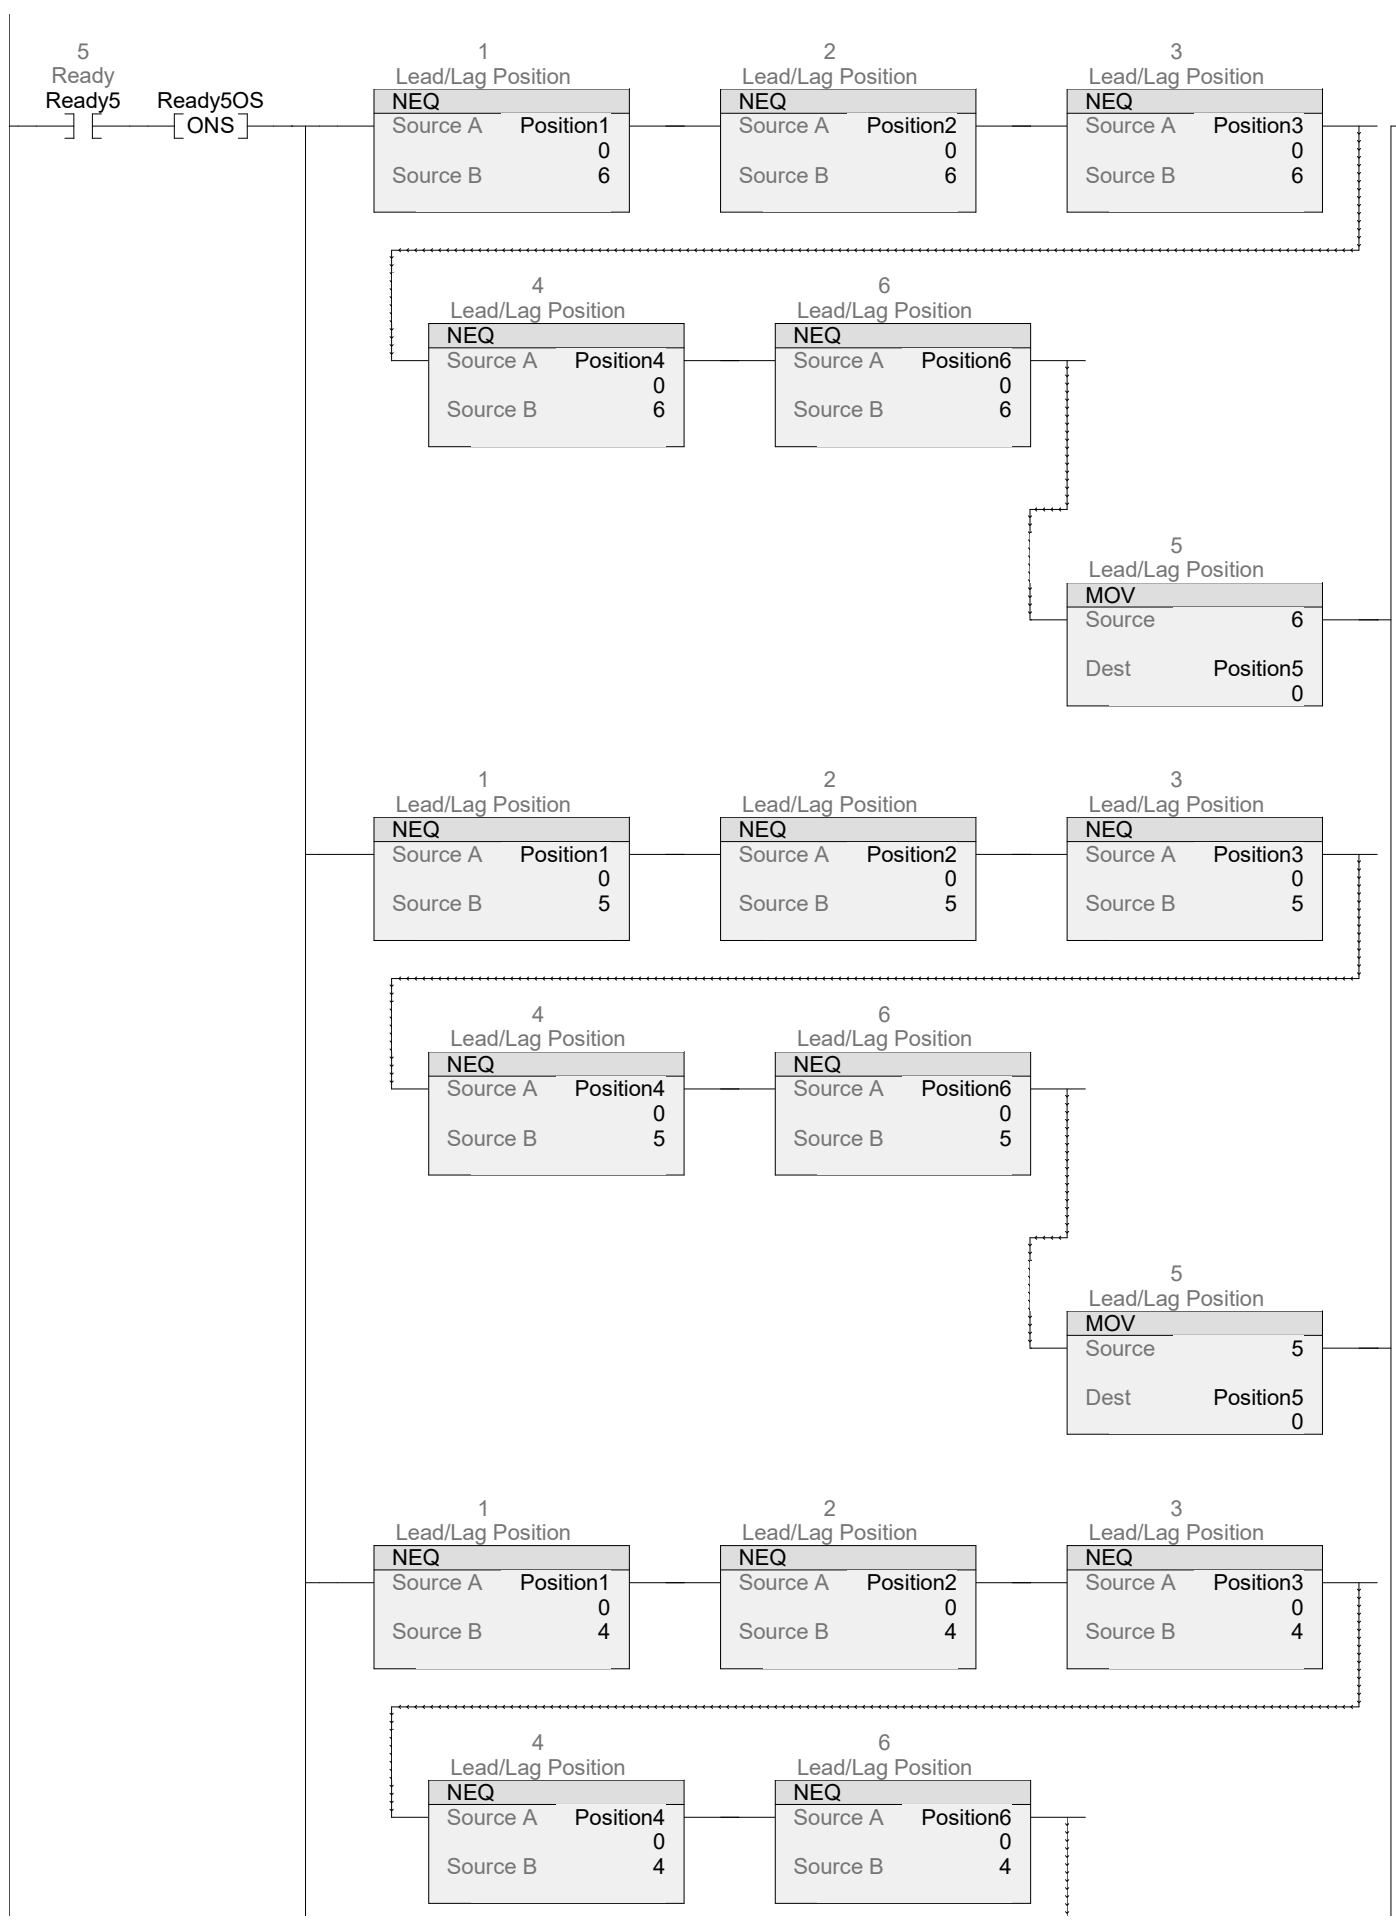 5
Ready
Ready5 Ready5OS
ONS
1 2 3
Lead/Lag Position Lead/Lag Position Lead/Lag Position
NEQ NEQ NEQ
Source A Position1 Source A Position2 Source A Position3
0 0 0
Source B 6 Source B 6 Source B 6
4 6
Lead/Lag Position Lead/Lag Position
NEQ NEQ
Source A Position4 Source A Position6
0 0
Source B 6 Source B 6
5
Lead/Lag Position
MOV
Source 6
Dest Position5
0
1 2 3
Lead/Lag Position Lead/Lag Position Lead/Lag Position
NEQ NEQ NEQ
Source A Position1 Source A Position2 Source A Position3
0 0 0
Source B 5 Source B 5 Source B 5
4 6
Lead/Lag Position Lead/Lag Position
NEQ NEQ
Source A Position4 Source A Position6
0 0
Source B 5 Source B 5
5
Lead/Lag Position
MOV
Source 5
Dest Position5
0
1 2 3
Lead/Lag Position Lead/Lag Position Lead/Lag Position
NEQ NEQ NEQ
Source A Position1 Source A Position2 Source A Position3
0 0 0
Source B 4 Source B 4 Source B 4
4 6
Lead/Lag Position Lead/Lag Position
NEQ NEQ
Source A Position4 Source A Position6
0 0
Source B 4 Source B 4